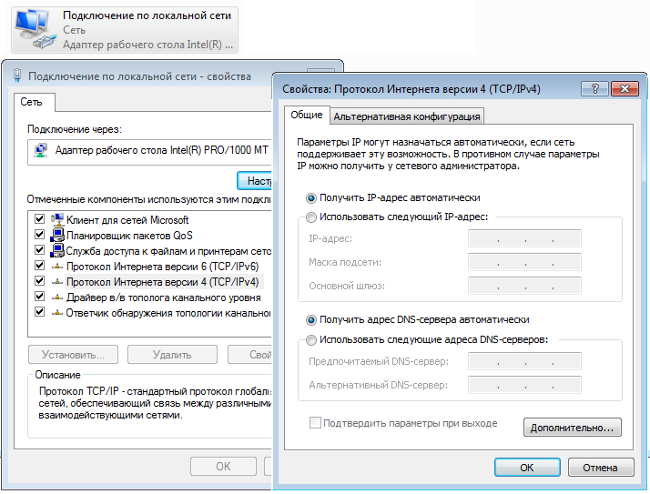 Подключение по локальной сети
Сеть
Адаптер рабочего стола Intel(R) ...
Подключение по локальной сети - свойства
Сеть
Подключение через:
Адаптер рабочего стола Intel(R) PRO/1000 MT
Наст
Отмеченные компоненты используются этим подкл
Клиент для сетей Microsoft
Планировщик пакетов QoS
Служба доступа к файлам и принтерам сете
Протокол Интернета версии 6 (TCP/IPv6)
Протокол Интернета версии 4 (TCP/IPv4)
Драйвер в/в тополога канального уровня
Ответчик обнаружения топологии канально
Установить...
Удалить
Свой
Описание
Протокол TCP/IP - стандартный протокол глобаль
сетей, обеспечивающий связь между различными
взаимодействующими сетями.
ОК
Свойства: Протокол Интернета версии 4 (TCP/IPv4)
Общие
Альтернативная конфигурация
Параметры IP могут назначаться автоматически, если сеть
поддерживает эту возможность. В противном случае параметры
IP можно получить у сетевого администратора.
Получить IP-адрес автоматически
Использовать следующий IP-адрес:
IP-адрес:
Маска подсети:
Основной шлюз:
Получить адрес DNS-сервера автоматически
Использовать следующие адреса DNS-серверов:
Предпочитаемый DNS-сервер:
Альтернативный DNS-сервер:
Подтвердить параметры при выходе
Дополнительно...
ОК
Отмена